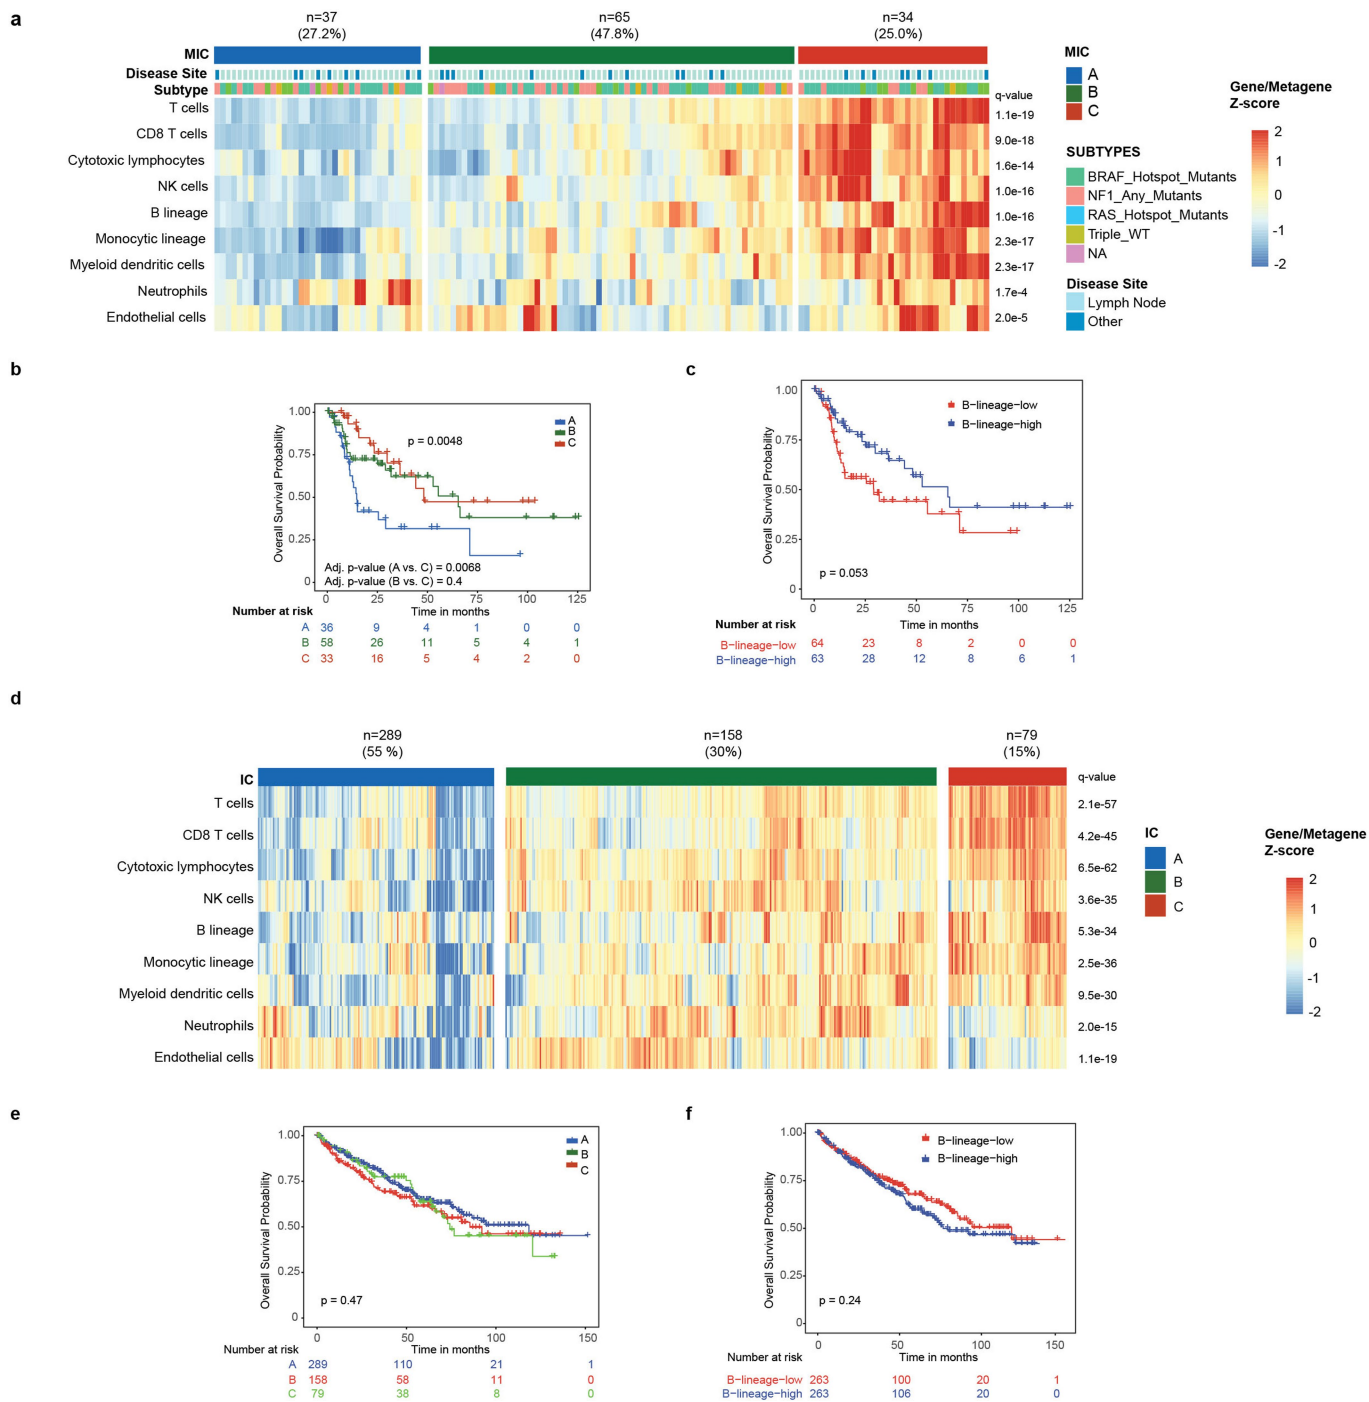 a
n=37
(27.2%)
n=65
(47.8%)
n=34
(25.0%)
MIC
Disease Site
Subtype
q-value
T cells
1.1e-19
CD8 T cells
9.0e-18
Cytotoxic lymphocytes
1.6e-14
NK cells
1.0e-16
B lineage
1.0e-16
Monocytic lineage
2.3e-17
Myeloid dendritic cells
2.3e-17
Neutrophils
1.7e-4
Endothelial cells
2.0e-5
MIC
A
B
C
SUBTYPES
BRAF_Hotspot_Mutants
NF1_Any_Mutants
RAS_Hotspot_Mutants
Triple_WT
NA
Disease Site
Lymph Node
Other
Gene/Metagene
Z-score
2
1
0
-1
-2
b
Overall Survival Probability
1.00
0.75
0.50
0.25
0
A
B
C
p = 0.0048
Adj. p-value (A vs. C) = 0.0068
Adj. p-value (B vs. C) = 0.4
0 25 50 75 100 125
Number at risk
Time in months
A 36 9 4 1 0 0
B 58 26 11 5 4 1
C 33 16 5 4 2 0
c
Overall Survival Probability
1.00
0.75
0.50
0.25
0
B-lineage-low
B-lineage-high
p = 0.053
0 25 50 75 100 125
Number at risk
Time in months
B-lineage-low 64 23 8 2 0 0
B-lineage-high 63 28 12 8 6 1
d
n=289
(55 %)
n=158
(30%)
n=79
(15%)
IC
q-value
T cells
2.1e-57
CD8 T cells
4.2e-45
Cytotoxic lymphocytes
6.5e-62
NK cells
3.6e-35
B lineage
5.3e-34
Monocytic lineage
2.5e-36
Myeloid dendritic cells
9.5e-30
Neutrophils
2.0e-15
Endothelial cells
1.1e-19
IC
A
B
C
Gene/Metagene
Z-score
2
1
0
-1
-2
e
Overall Survival Probability
1.00
0.75
0.50
0.25
0
A
B
C
p = 0.47
0 50 100 150
Number at risk
Time in months
A 289 110 21 1
B 158 58 11 0
C 79 38 8 0
f
Overall Survival Probability
1.00
0.75
0.50
0.25
0
B-lineage-low
B-lineage-high
p = 0.24
0 50 100 150
Number at risk
Time in months
B-lineage-low 263 100 20 1
B-lineage-high 263 106 20 0